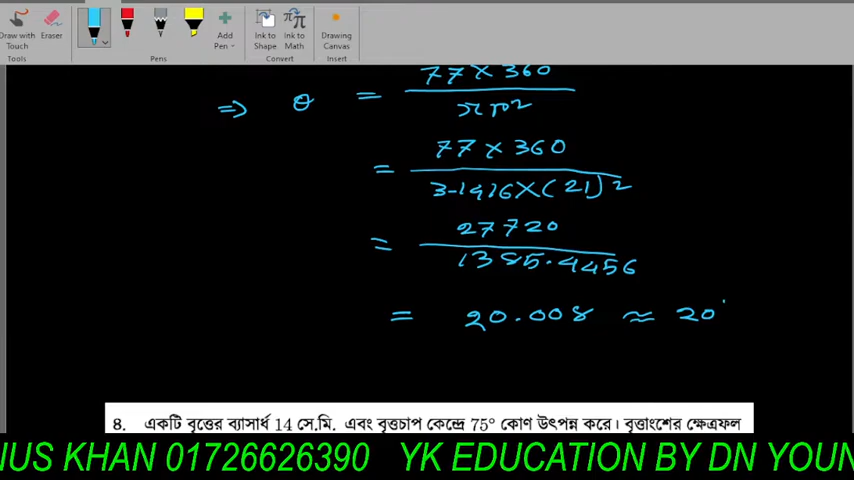 Draw with Touch
Eraser
Add Pen
Ink to Shape
Ink to Math
Drawing Canvas
Tools
Pens
Convert
Insert
77 × 360
⇒ θ = ―――
πr²
77 × 360
= ―――
3.1416×(21)²
27720
= ―――
1385.4456
= 20.008 ≈ 20
8. একটি বৃত্তের ব্যাসার্ধ 14 সে.মি. এবং বৃত্তচাপ কেন্দ্রে 75° কোণ উৎপন্ন করে। বৃত্তাংশের ক্ষেত্রফল
NUS KHAN 01726626390 YK EDUCATION BY DN YOUN